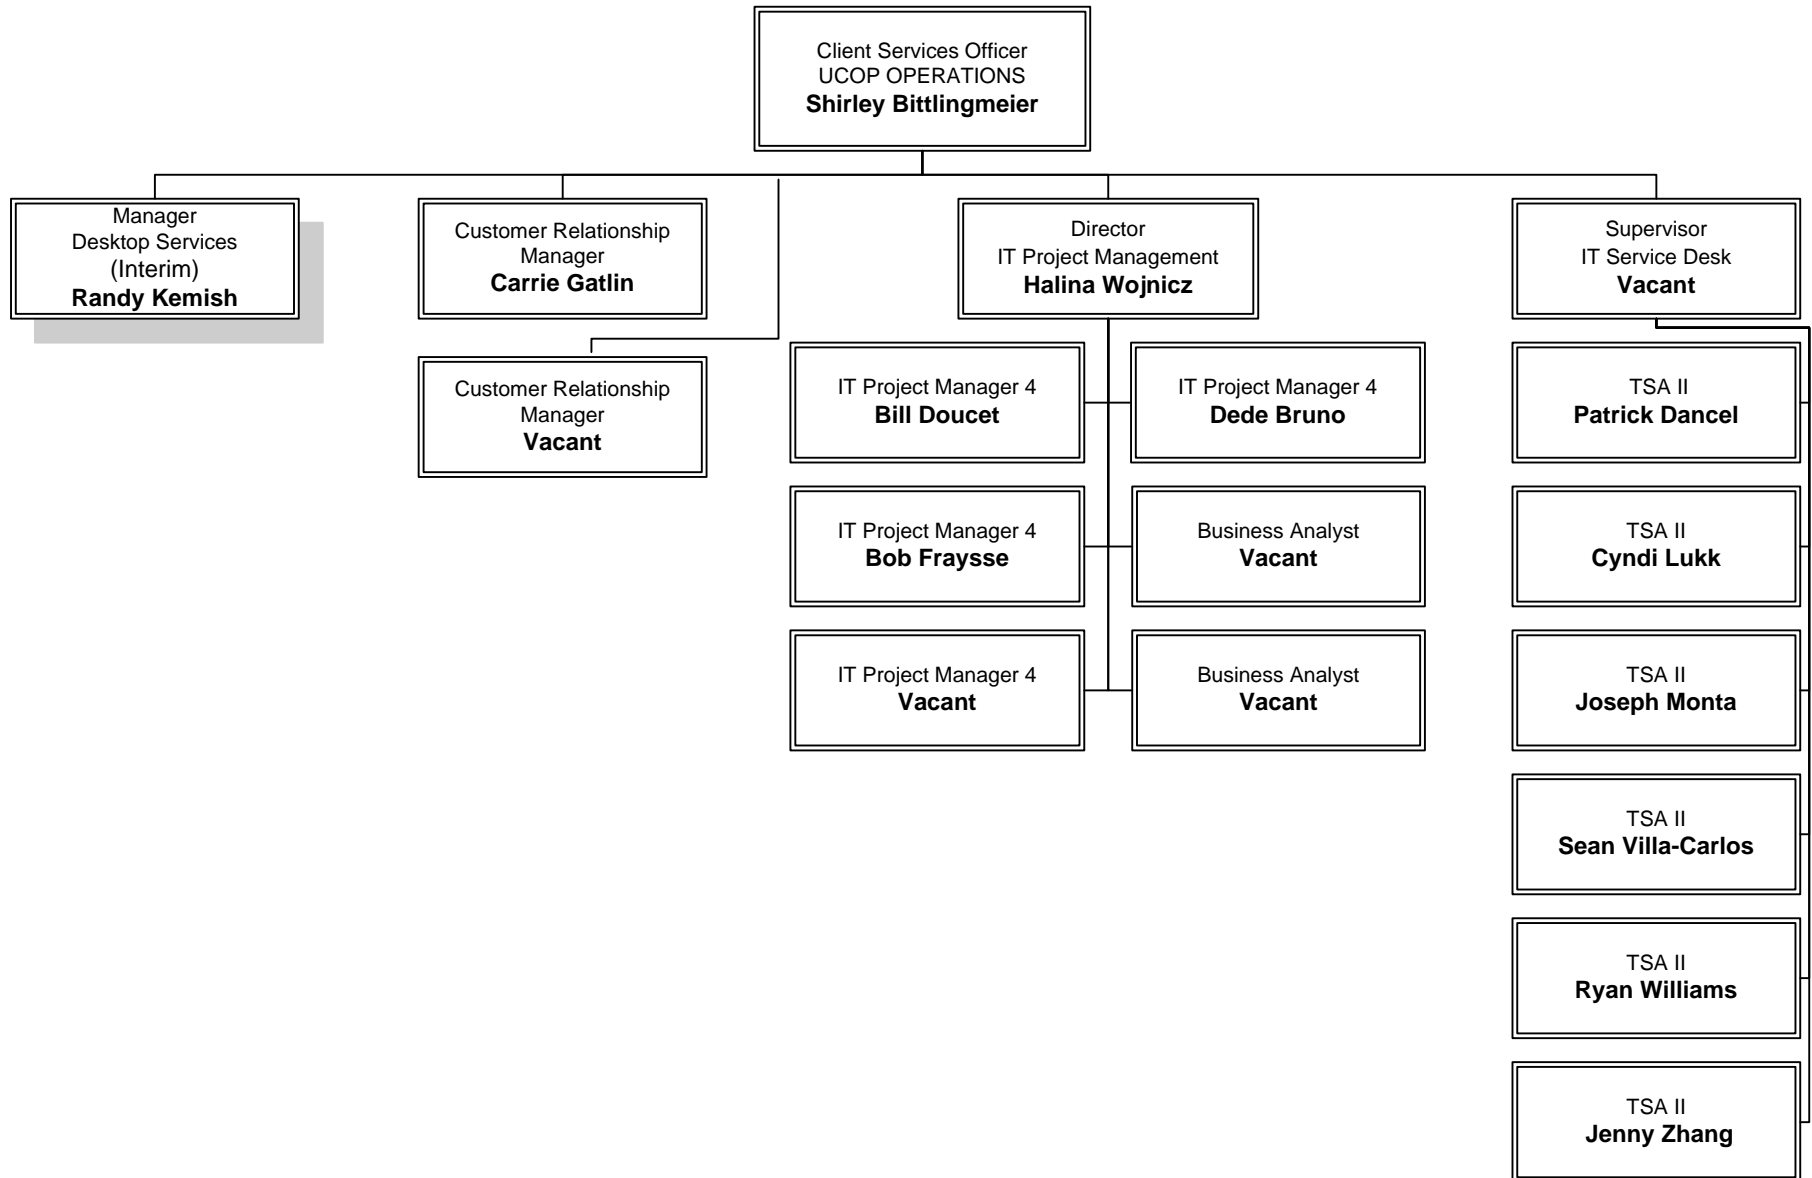 Client Services Officer
UCOP OPERATIONS
Shirley Bittlingmeier
Manager
Desktop Services
(Interim)
Randy Kemish
Customer Relationship
Manager
Carrie Gatlin
Director
IT Project Management
Halina Wojnicz
Supervisor
IT Service Desk
Vacant
Customer Relationship
Manager
Vacant
IT Project Manager 4
Bill Doucet
IT Project Manager 4
Dede Bruno
TSA II
Patrick Dancel
IT Project Manager 4
Bob Fraysse
Business Analyst
Vacant
TSA II
Cyndi Lukk
IT Project Manager 4
Vacant
Business Analyst
Vacant
TSA II
Joseph Monta
TSA II
Sean Villa-Carlos
TSA II
Ryan Williams
TSA II
Jenny Zhang